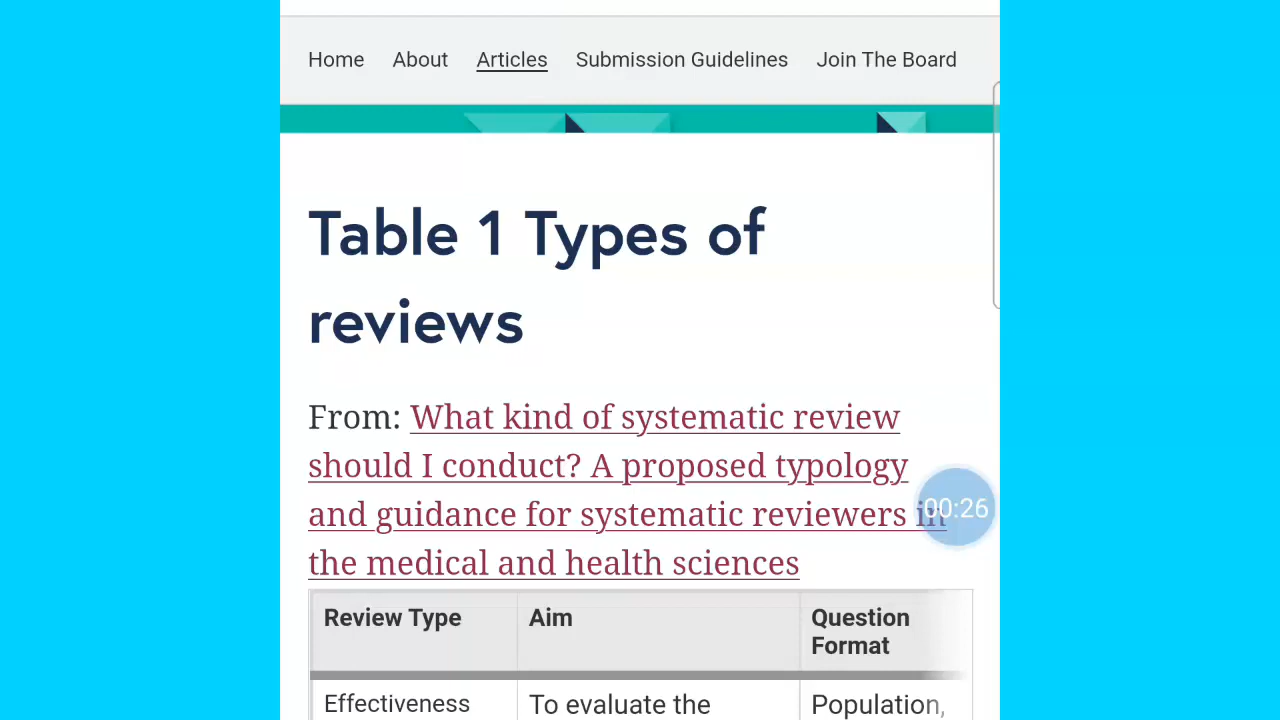 Home About Articles Submission Guidelines Join The Board
Table 1 Types of
reviews
From: What kind of systematic review
should I conduct? A proposed typology
and guidance for systematic reviewers in
00:26
the medical and health sciences
Review Type Aim Question
Format
Effectiveness To evaluate the Population,